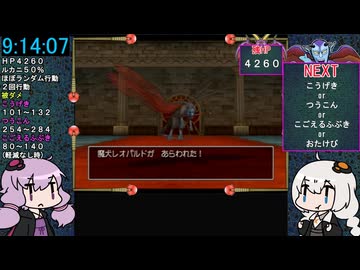 9:14:07
HP4260
ルカニ50%
ほぼランダム行動
2回行動
被ダメ
こうげき
101〜132
つうこん
254〜284
こごえるふぶき
80〜140
(軽減なし時)
残HP
4260
魔犬レオパルドが あらわれた！
NEXT
こうげき
or
つうこん
or
こごえるふぶき
or
おたけび